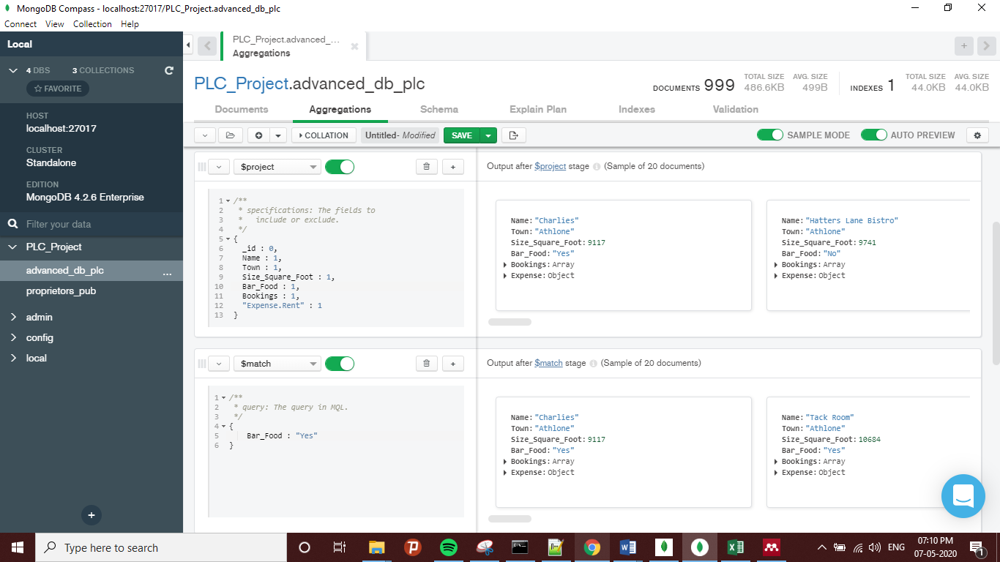 MongoDB Compass - localhost:27017/PLC_Project.advanced_db_plc
Connect View Collection Help
Local
4 DBS 3 COLLECTIONS
FAVORITE
HOST
localhost:27017
CLUSTER
Standalone
EDITION
MongoDB 4.2.6 Enterprise
Filter your data
PLC_Project
advanced_db_plc ...
proprietors_pub
admin
config
local
PLC_Project.advanced_...
Aggregations
PLC_Project.advanced_db_plc
DOCUMENTS 999 TOTAL SIZE 486.6KB AVG. SIZE 499B
INDEXES 1 TOTAL SIZE 44.0KB AVG. SIZE 44.0KB
Documents Aggregations Schema Explain Plan Indexes Validation
COLLATION Untitled- Modified SAVE SAMPLE MODE AUTO PREVIEW
$project
Output after $project stage (Sample of 20 documents)
1 /**
2 * specifications: The fields to
3 * include or exclude.
4 */
5 {
6 _id : 0,
7 Name : 1,
8 Town : 1,
9 Size_Square_Foot : 1,
10 Bar_Food : 1,
11 Bookings : 1,
12 "Expense.Rent" : 1
13 }
Name: "Charlies"
Town: "Athlone"
Size_Square_Foot: 9117
Bar_Food: "Yes"
Bookings: Array
Expense: Object
Name: "Hatters Lane Bistro"
Town: "Athlone"
Size_Square_Foot: 9741
Bar_Food: "No"
Bookings: Array
Expense: Object
$match
Output after $match stage (Sample of 20 documents)
1 /**
2 * query: The query in MQL.
3 */
4 {
5 Bar_Food : "Yes"
6 }
Name: "Charlies"
Town: "Athlone"
Size_Square_Foot: 9117
Bar_Food: "Yes"
Bookings: Array
Expense: Object
Name: "Tack Room"
Town: "Athlone"
Size_Square_Foot: 10684
Bar_Food: "Yes"
Bookings: Array
Expense: Object
Type here to search
ENG
07:10 PM
07-05-2020
1